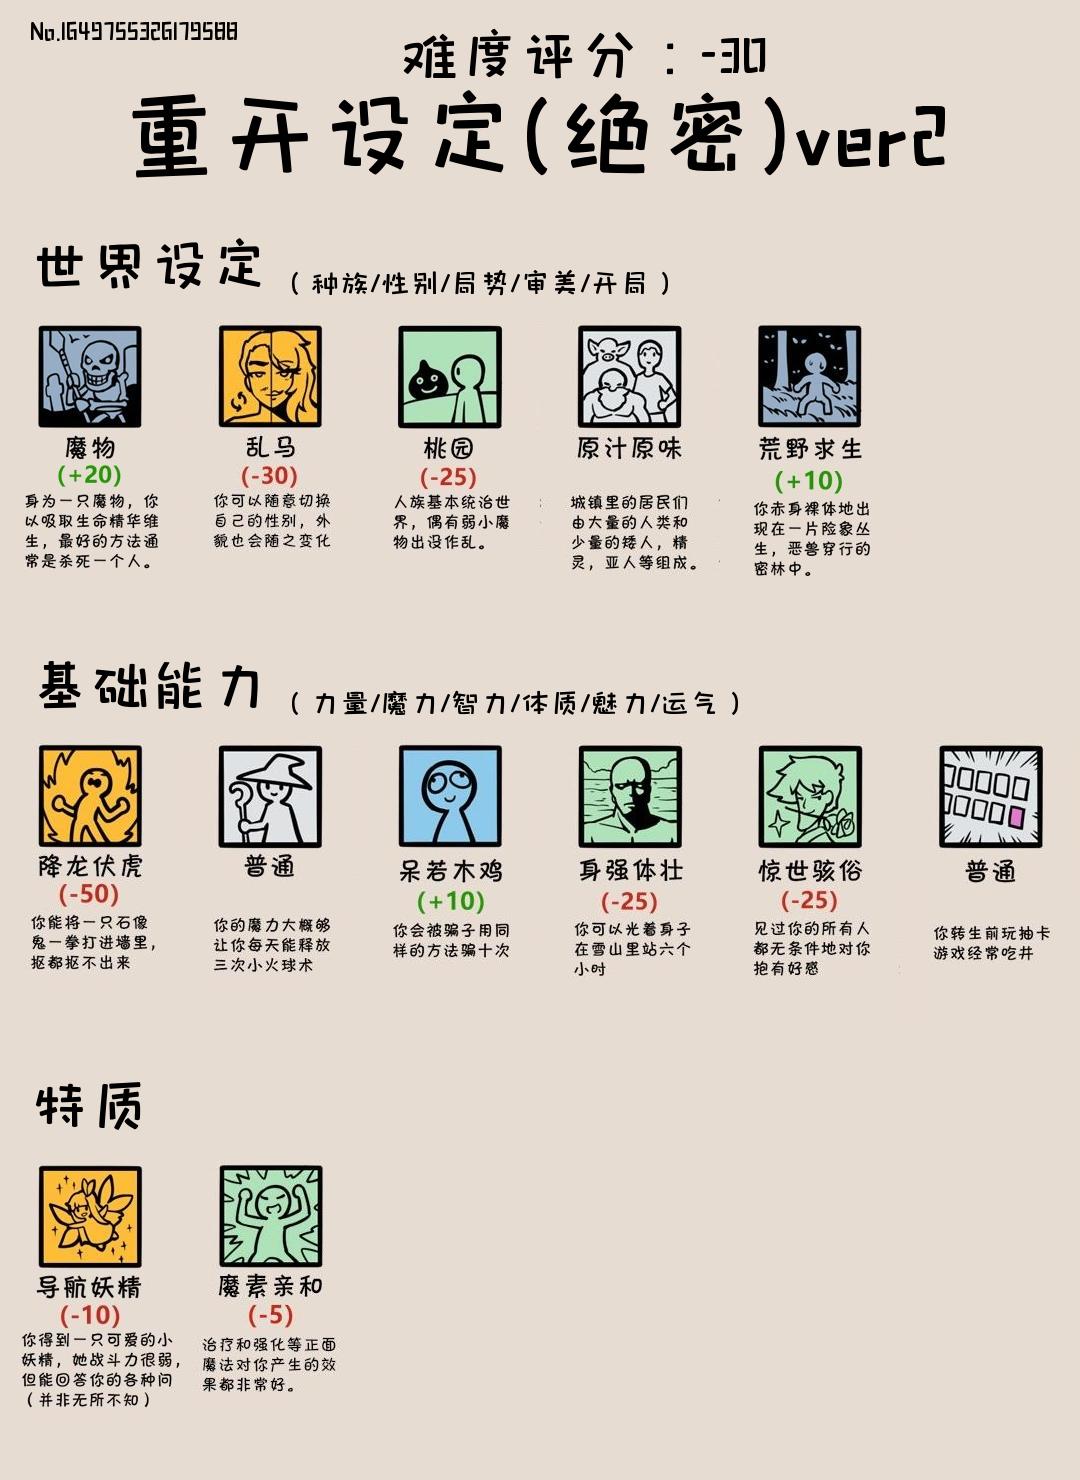 No.1649755326179588
难度评分：-30
重开设定(绝密)ver2
世界设定（种族/性别/局势/审美/开局）
魔物 乱马 桃园 原汁原味 荒野求生
(+20) (-30) (-25) (+10)
身为一只魔物，你
以吸取生命精华维
生，最好的方法通
常是杀死一个人。
你可以随意切换
自己的性别，外
貌也会随之变化
人族基本统治世
界，偶有弱小魔
物出没作乱。
城镇里的居民们
由大量的人类和
少量的矮人，精
灵，亚人等组成。
你赤身裸体地出
现在一片险象丛
生，恶兽穿行的
密林中。
基础能力（力量/魔力/智力/体质/魅力/运气）
降龙伏虎 普通 呆若木鸡 身强体壮 惊世骇俗 普通
(-50) (+10) (-25) (-25)
你能将一只石像
鬼一拳打进墙里，
抠都抠不出来
你的魔力大概够
让你每天能释放
三次小火球术
你会被骗子用同
样的方法骗十次
你可以光着身子
在雪山里站六个
小时
见过你的所有人
都无条件地对你
抱有好感
你转生前玩抽卡
游戏经常吃井
特质
导航妖精 魔素亲和
(-10) (-5)
你得到一只可爱的小
妖精，她战斗力很弱，
但能回答你的各种问
（并非无所不知）
治疗和强化等正面
魔法对你产生的效
果都非常好。